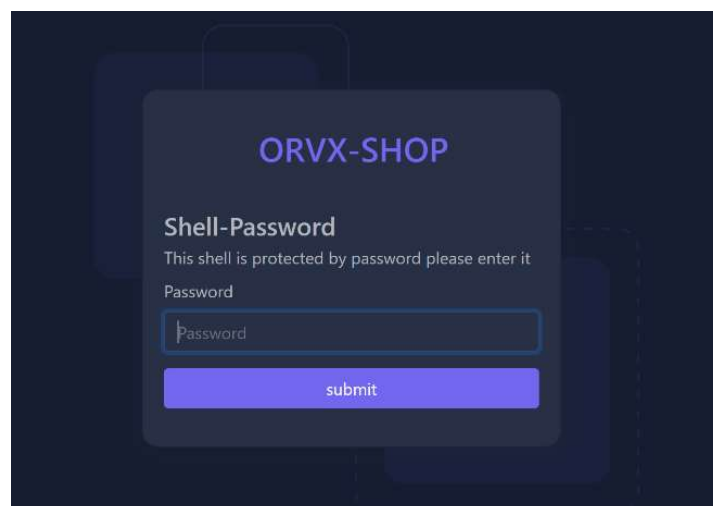 ORVX-SHOP
Shell-Password
This shell is protected by password please enter it
Password
Password
submit